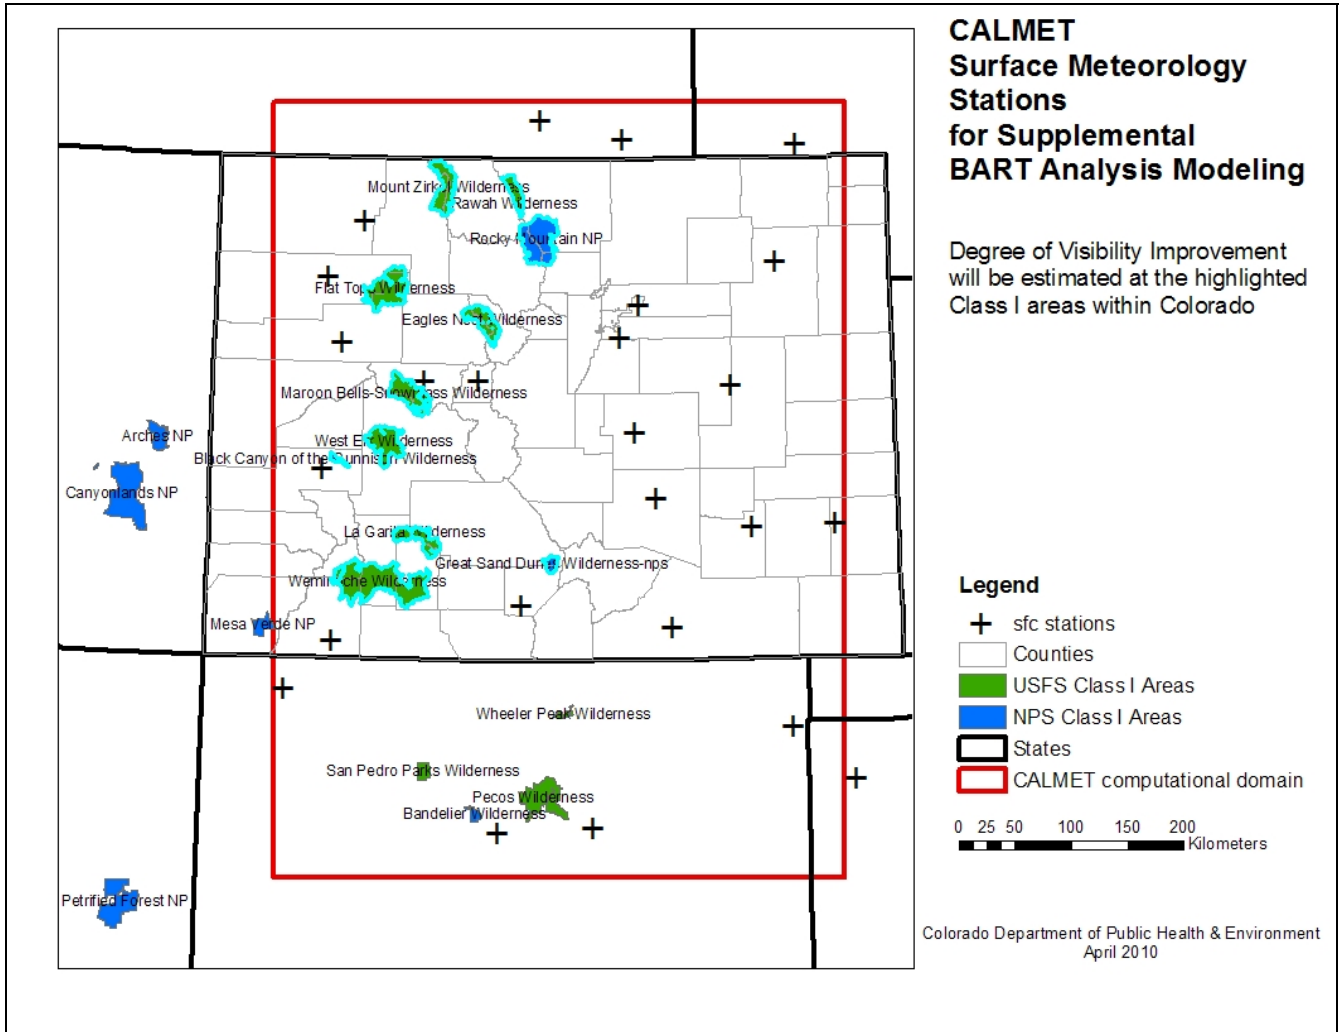 CALMET
Surface Meteorology
Stations
for Supplemental
BART Analysis Modeling
Degree of Visibility Improvement
will be estimated at the highlighted
Class I areas within Colorado
Mount Zirkel Wilderness
Rawah Wilderness
Rocky Mountain NP
Flat Tops Wilderness
Eagles Nest Wilderness
Maroon Bells-Snowmass Wilderness
Arches NP
West Elk Wilderness
Black Canyon of the Gunnison Wilderness
Canyonlands NP
La Garita Wilderness
Great Sand Dunes Wilderness-nps
Weminuche Wilderness
Mesa Verde NP
Wheeler Peak Wilderness
San Pedro Parks Wilderness
Pecos Wilderness
Bandelier Wilderness
Petrified Forest NP
Legend
sfc stations
Counties
USFS Class I Areas
NPS Class I Areas
States
CALMET computational domain
0 25 50 100 150 200
Kilometers
Colorado Department of Public Health & Environment
April 2010